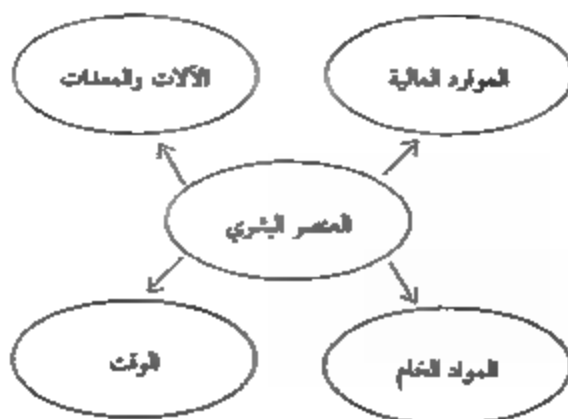 الموارد المالية
الآلات والمعدات
العنصر البشري
المواد الخام
الوقت